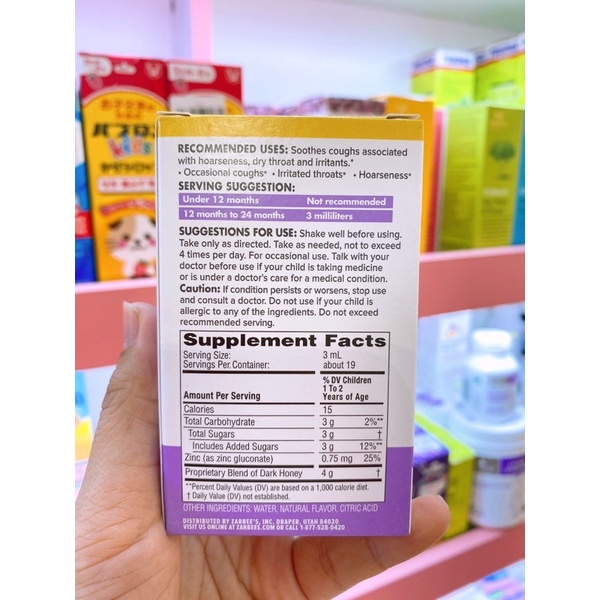 RECOMMENDED USES: Soothes coughs associated
with hoarseness, dry throat and irritants.*
• Occasional coughs* • Irritated throats* • Hoarseness*
SERVING SUGGESTION:
Under 12 months Not recommended
12 months to 24 months 3 milliliters
SUGGESTIONS FOR USE: Shake well before using.
Take only as directed. Take as needed, not to exceed
4 times per day. For occasional use. Talk with your
doctor before use if your child is taking medicine
or is under a doctor's care for a medical condition.
Caution: If condition persists or worsens, stop use
and consult a doctor. Do not use if your child is
allergic to any of the ingredients. Do not exceed
recommended serving.
Supplement Facts
Serving Size: 3 mL
Servings Per Container: about 19
Amount Per Serving % DV Children
1 To 2
Years of Age
Calories 15
Total Carbohydrate 3 g 2%**
Total Sugars 3 g †
Includes Added Sugars 3 g 12%**
Zinc (as zinc gluconate) 0.75 mg 25%
Proprietary Blend of Dark Honey 4 g †
**Percent Daily Values (DV) are based on a 1,000 calorie diet.
† Daily Value (DV) not established.
OTHER INGREDIENTS: WATER, NATURAL FLAVOR, CITRIC ACID
DISTRIBUTED BY ZARBEE'S, INC. DRAPER, UTAH 84020
VISIT US ONLINE AT ZARBEES.COM OR CALL 1-877-528-0420